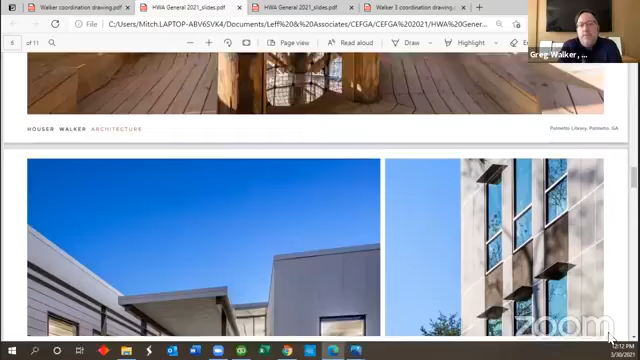 Walker coordination drawing.pdf
HWA General 2021_slides.pdf
HWA General 2021_slides.pdf
Walker 3 coordination drawing.p
File
C:/Users/Mitch.LAPTOP-ABV6SVK4/Documents/Leff%20&%20Associates/CEFGA/CEFGA%202021/HWA%20Gener
6 of 11
Page view
Read aloud
Draw
Highlight
Er
Greg Walker, ...
HOUSER WALKER ARCHITECTURE
Palmetto Library, Palmetto, GA
zoom
12:12 PM
3/30/2021